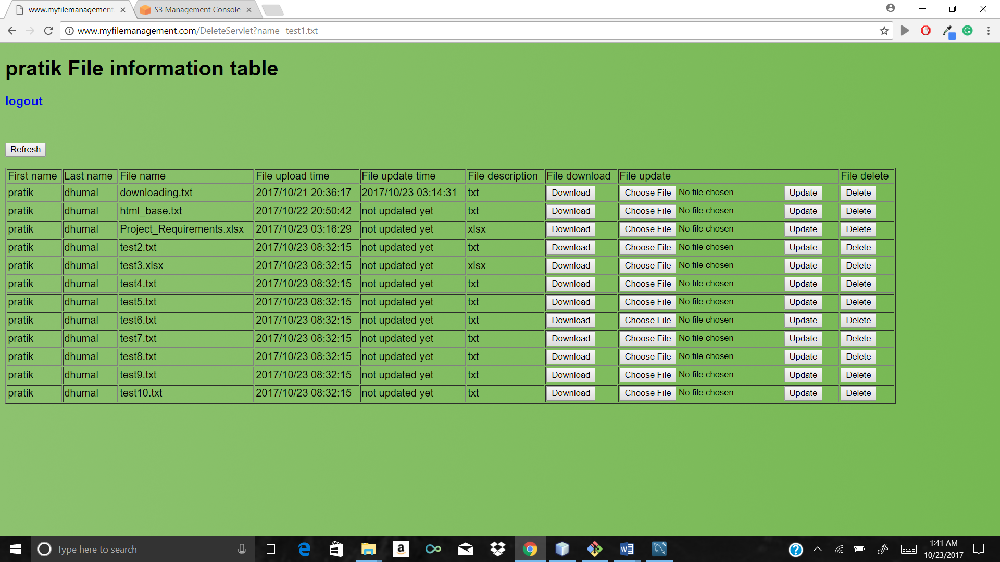 www.myfilemanagement
S3 Management Console
www.myfilemanagement.com/DeleteServlet?name=test1.txt
pratik File information table
logout
Refresh
First name Last name File name File upload time File update time File description File download File update File delete
pratik dhumal downloading.txt 2017/10/21 20:36:17 2017/10/23 03:14:31 txt Download Choose File No file chosen Update Delete
pratik dhumal html_base.txt 2017/10/22 20:50:42 not updated yet txt Download Choose File No file chosen Update Delete
pratik dhumal Project_Requirements.xlsx 2017/10/23 03:16:29 not updated yet xlsx Download Choose File No file chosen Update Delete
pratik dhumal test2.txt 2017/10/23 08:32:15 not updated yet txt Download Choose File No file chosen Update Delete
pratik dhumal test3.xlsx 2017/10/23 08:32:15 not updated yet xlsx Download Choose File No file chosen Update Delete
pratik dhumal test4.txt 2017/10/23 08:32:15 not updated yet txt Download Choose File No file chosen Update Delete
pratik dhumal test5.txt 2017/10/23 08:32:15 not updated yet txt Download Choose File No file chosen Update Delete
pratik dhumal test6.txt 2017/10/23 08:32:15 not updated yet txt Download Choose File No file chosen Update Delete
pratik dhumal test7.txt 2017/10/23 08:32:15 not updated yet txt Download Choose File No file chosen Update Delete
pratik dhumal test8.txt 2017/10/23 08:32:15 not updated yet txt Download Choose File No file chosen Update Delete
pratik dhumal test9.txt 2017/10/23 08:32:15 not updated yet txt Download Choose File No file chosen Update Delete
pratik dhumal test10.txt 2017/10/23 08:32:15 not updated yet txt Download Choose File No file chosen Update Delete
Type here to search
1:41 AM
10/23/2017